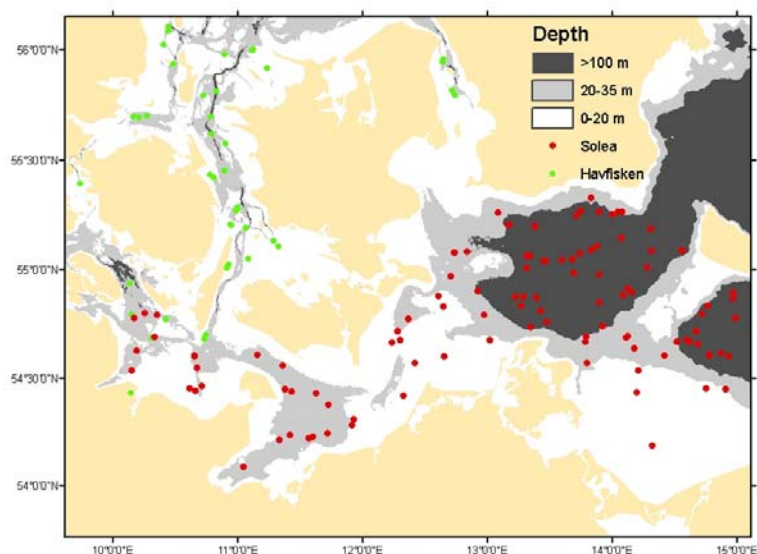 Depth
>100 m
20-35 m
0-20 m
Solea
Havfisken
56°0'0"N
55°30'0"N
55°0'0"N
54°30'0"N
54°0'0"N
10°0'0"E
11°0'0"E
12°0'0"E
13°0'0"E
14°0'0"E
15°0'0"E